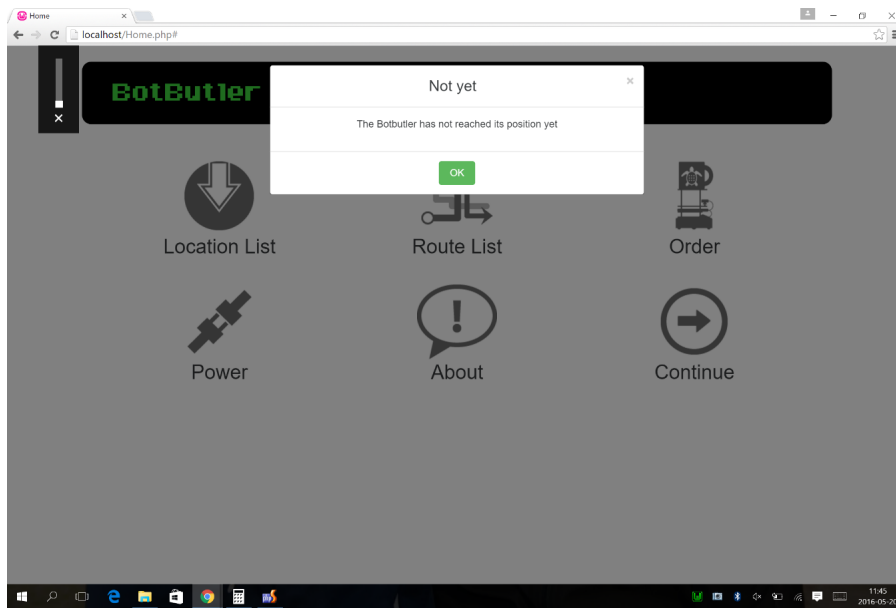 Home
localhost/Home.php#
BotButler
Not yet
The Botbutler has not reached its position yet
OK
Location List
Route List
Order
Power
About
Continue
11:45
2016-05-20